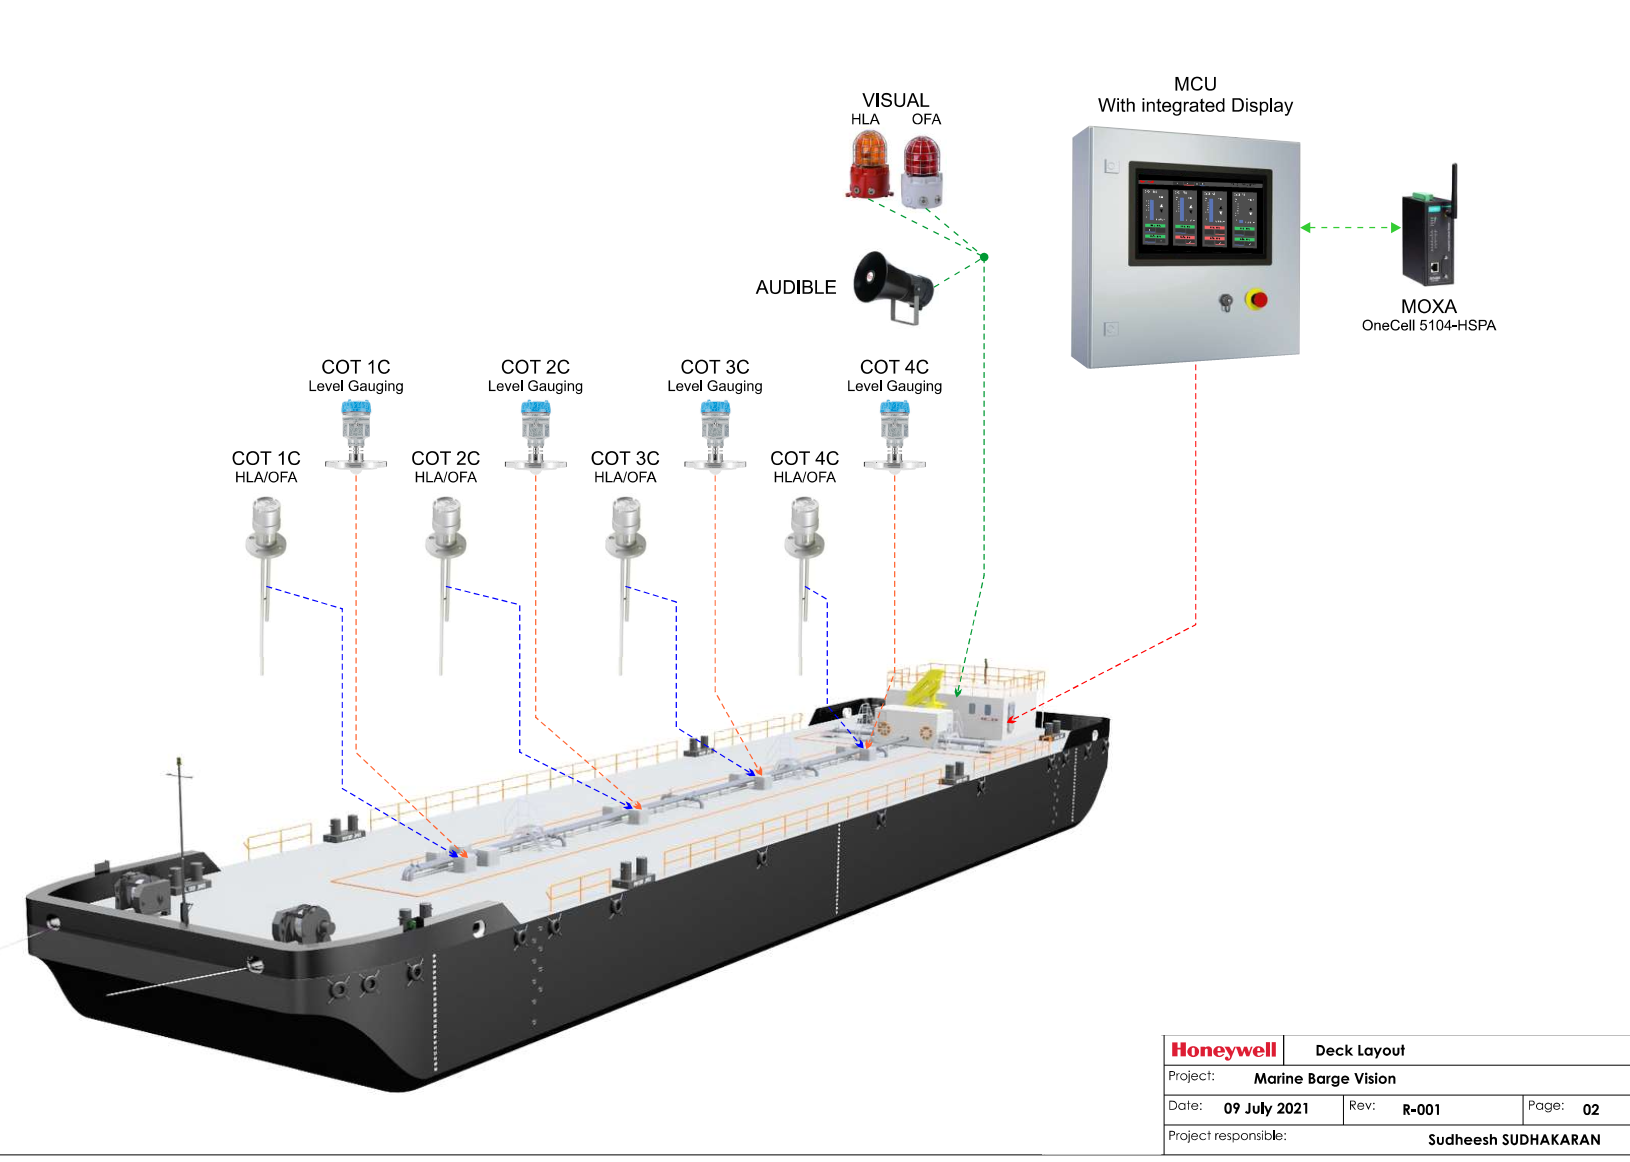 MCU
With integrated Display
VISUAL
HLA OFA
AUDIBLE
MOXA
OneCell 5104-HSPA
COT 1C
Level Gauging
COT 2C
Level Gauging
COT 3C
Level Gauging
COT 4C
Level Gauging
COT 1C
HLA/OFA
COT 2C
HLA/OFA
COT 3C
HLA/OFA
COT 4C
HLA/OFA
Honeywell Deck Layout
Project: Marine Barge Vision
Date: 09 July 2021 Rev: R-001 Page: 02
Project responsible: Sudheesh SUDHAKARAN